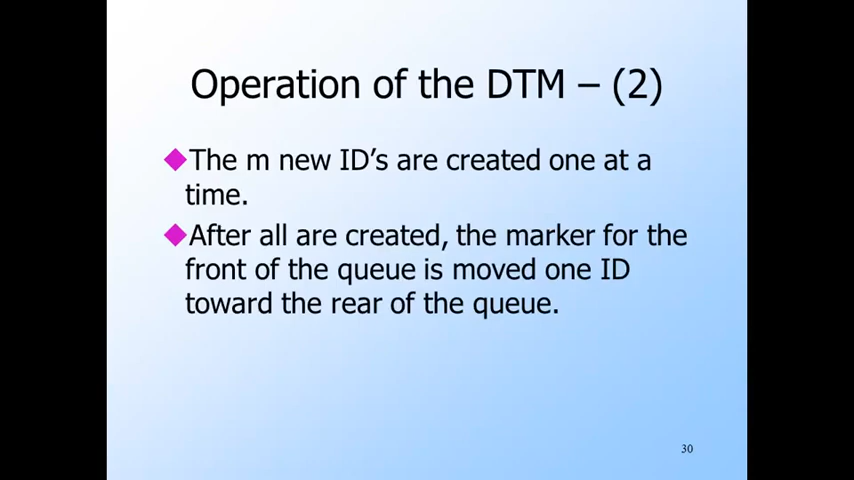 Operation of the DTM – (2)
The m new ID’s are created one at a
time.
After all are created, the marker for the
front of the queue is moved one ID
toward the rear of the queue.
30